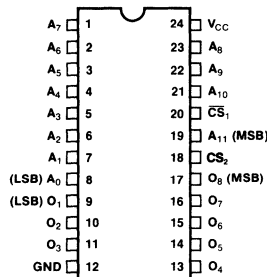 A7 1 24 VCC
A6 2 23 A8
A5 3 22 A9
A4 4 21 A10
A3 5 20 C̅S̅1
A2 6 19 A11 (MSB)
A1 7 18 CS2
(LSB) A0 8 17 O8 (MSB)
(LSB) O1 9 16 O7
O2 10 15 O6
O3 11 14 O5
GND 12 13 O4